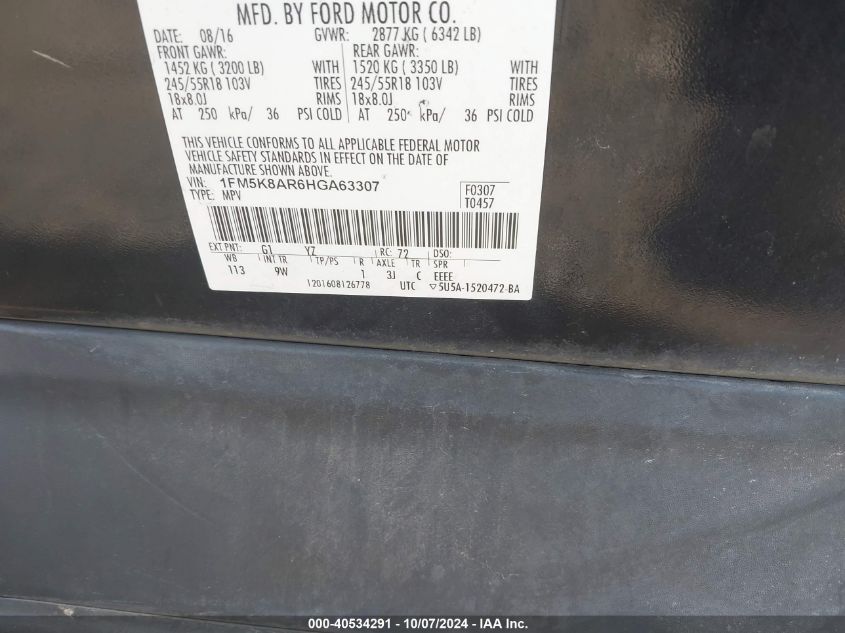 MFD. BY FORD MOTOR CO.
DATE: 08/16 GVWR: 2877 KG ( 6342 LB)
FRONT GAWR: REAR GAWR:
1452 KG ( 3200 LB) WITH 1520 KG ( 3350 LB) WITH
245/55R18 103V TIRES 245/55R18 103V TIRES
18x8.0J RIMS 18x8.0J RIMS
AT 250 kPa/ 36 PSI COLD AT 250 kPa/ 36 PSI COLD
THIS VEHICLE CONFORMS TO ALL APPLICABLE FEDERAL MOTOR
VEHICLE SAFETY STANDARDS IN EFFECT ON THE DATE OF
MANUFACTURE SHOWN ABOVE.
VIN: 1FM5K8AR6HGA63307 F0307
TYPE: MPV T0457
EXT PNT: G1 YZ RC: 72 DSO:
WB INT TR TP/PS R AXLE TR SPR
113 9W 1 3J C EEEE
1201608126778 UTC ▽5U5A-1520472-BA
000-40534291 - 10/07/2024 - IAAI.com